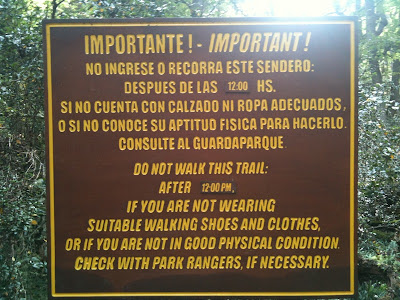 IMPORTANTE! - IMPORTANT!
NO INGRESE O RECORRA ESTE SENDERO:
DESPUES DE LAS 12:00 HS.
SI NO CUENTA CON CALZADO NI ROPA ADECUADOS,
O SI NO CONOCE SU APTITUD FISICA PARA HACERLO.
CONSULTE AL GUARDAPARQUE
DO NOT WALK THIS TRAIL:
AFTER 12:00 PM,
IF YOU ARE NOT WEARING
SUITABLE WALKING SHOES AND CLOTHES,
OR IF YOU ARE NOT IN GOOD PHYSICAL CONDITION.
CHECK WITH PARK RANGERS, IF NECESSARY.